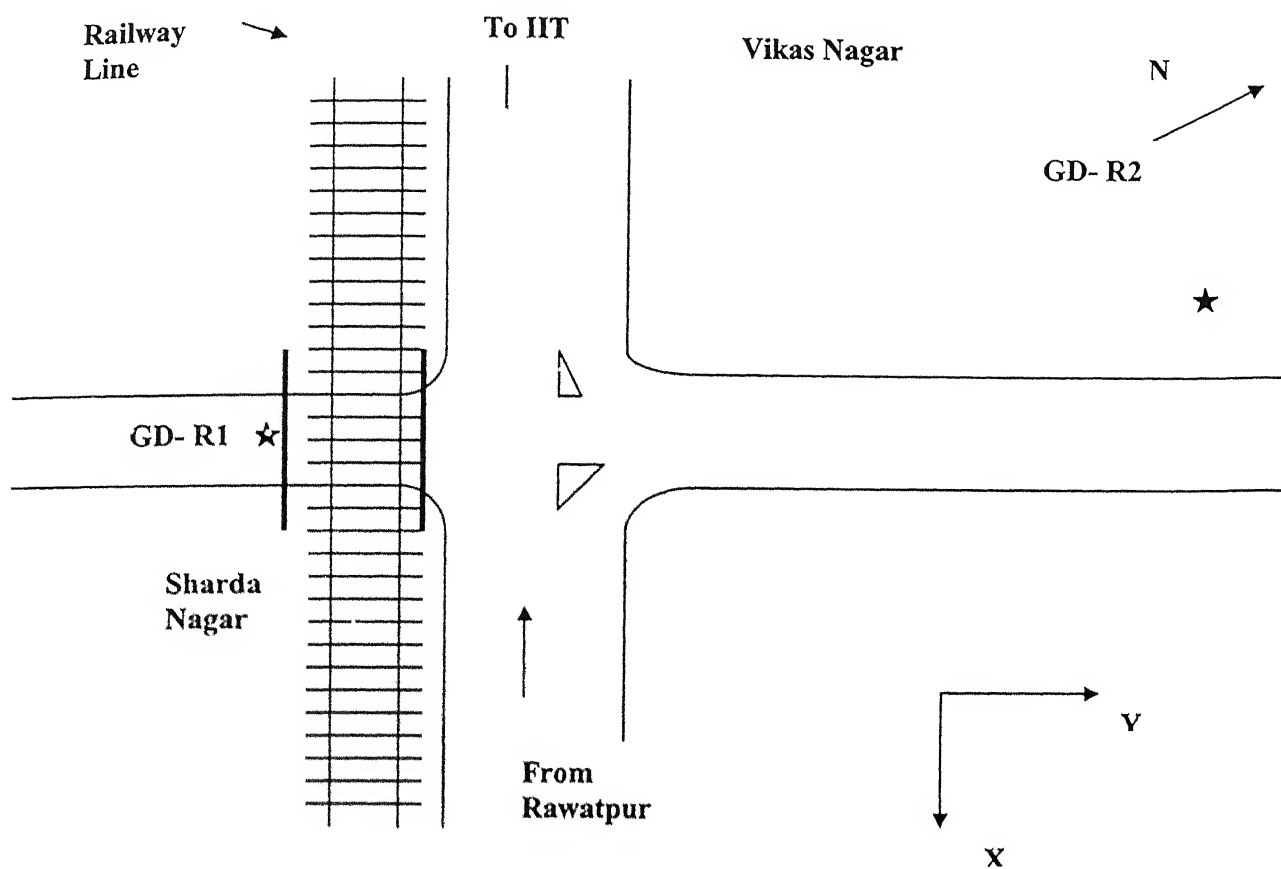 Railway
Line
To IIT
Vikas Nagar
N
GD- R2
GD- R1
Sharda
Nagar
From
Rawatpur
Y
X